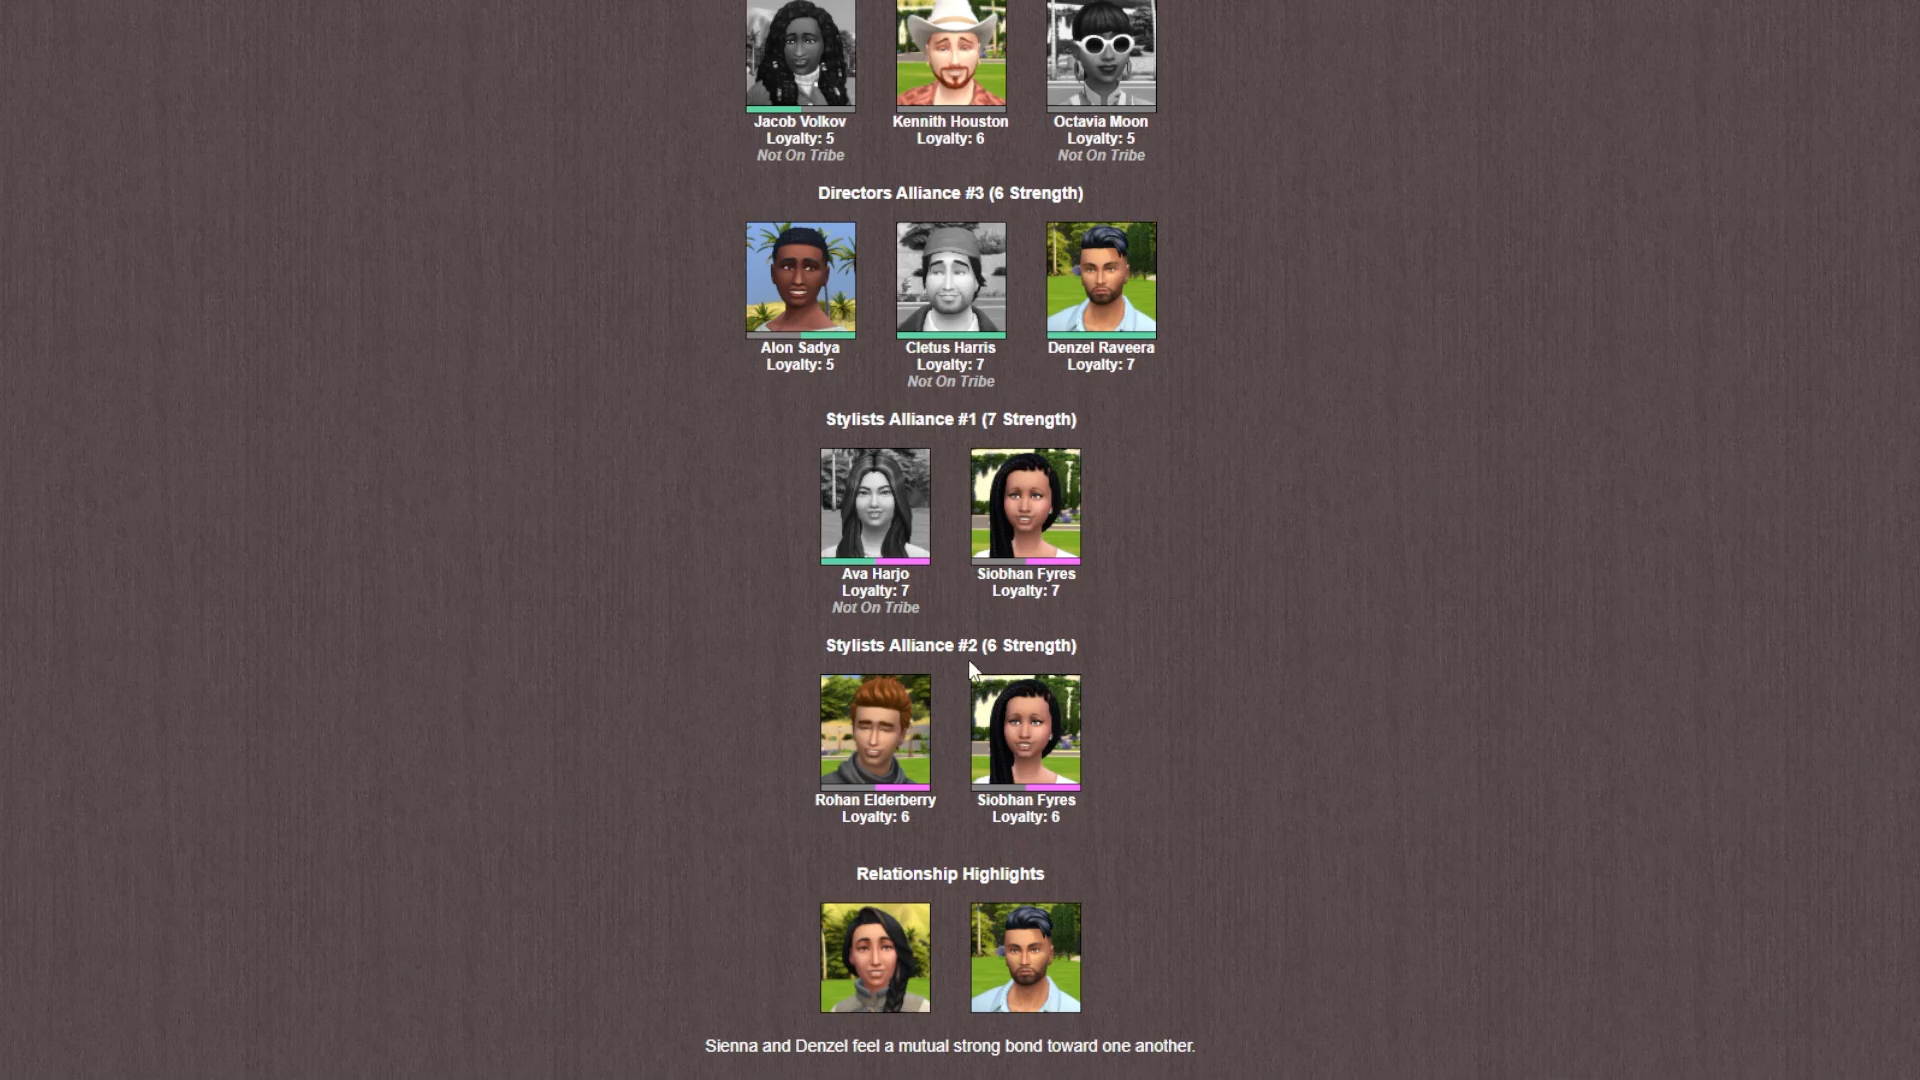 Jacob Volkov
Loyalty: 5
Not On Tribe
Kennith Houston
Loyalty: 6
Octavia Moon
Loyalty: 5
Not On Tribe
Directors Alliance #3 (6 Strength)
Alon Sadya
Loyalty: 5
Cletus Harris
Loyalty: 7
Not On Tribe
Denzel Raveera
Loyalty: 7
Stylists Alliance #1 (7 Strength)
Ava Harjo
Loyalty: 7
Not On Tribe
Siobhan Fyres
Loyalty: 7
Stylists Alliance #2 (6 Strength)
Rohan Elderberry
Loyalty: 6
Siobhan Fyres
Loyalty: 6
Relationship Highlights
Sienna and Denzel feel a mutual strong bond toward one another.